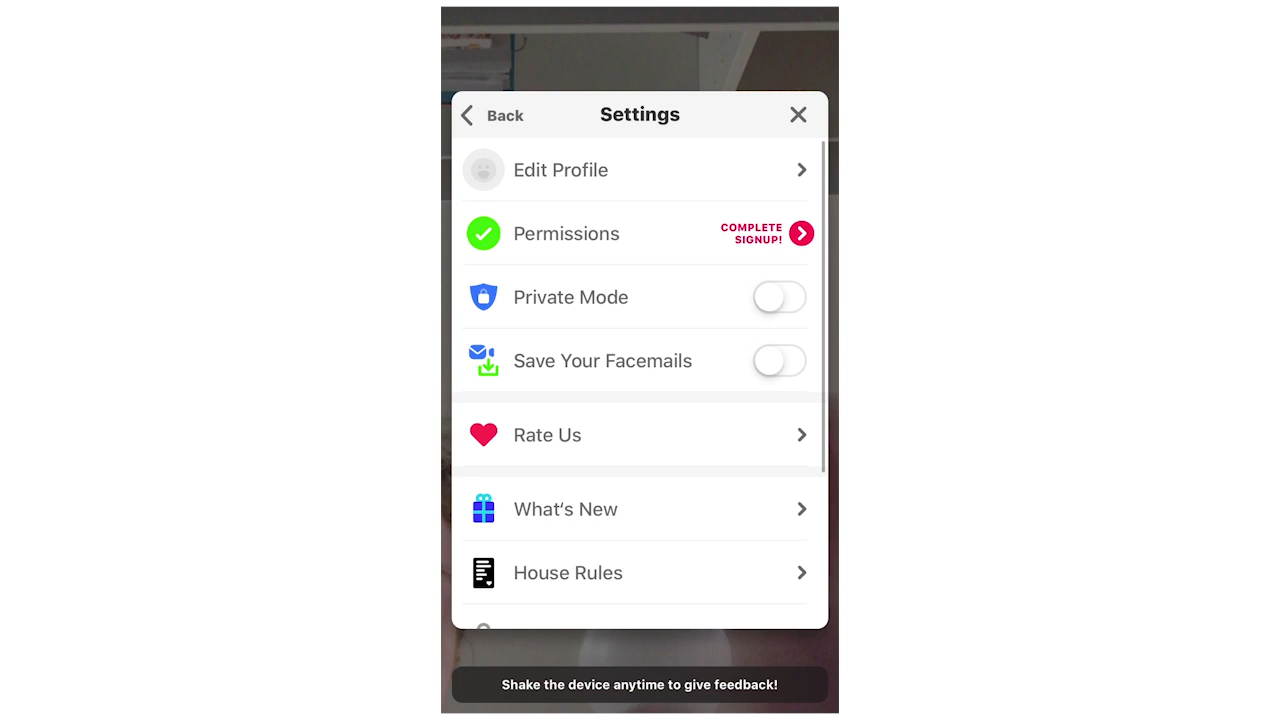 Back
Settings
Edit Profile
Permissions
COMPLETE
SIGNUP!
Private Mode
Save Your Facemails
Rate Us
What‘s New
House Rules
Shake the device anytime to give feedback!